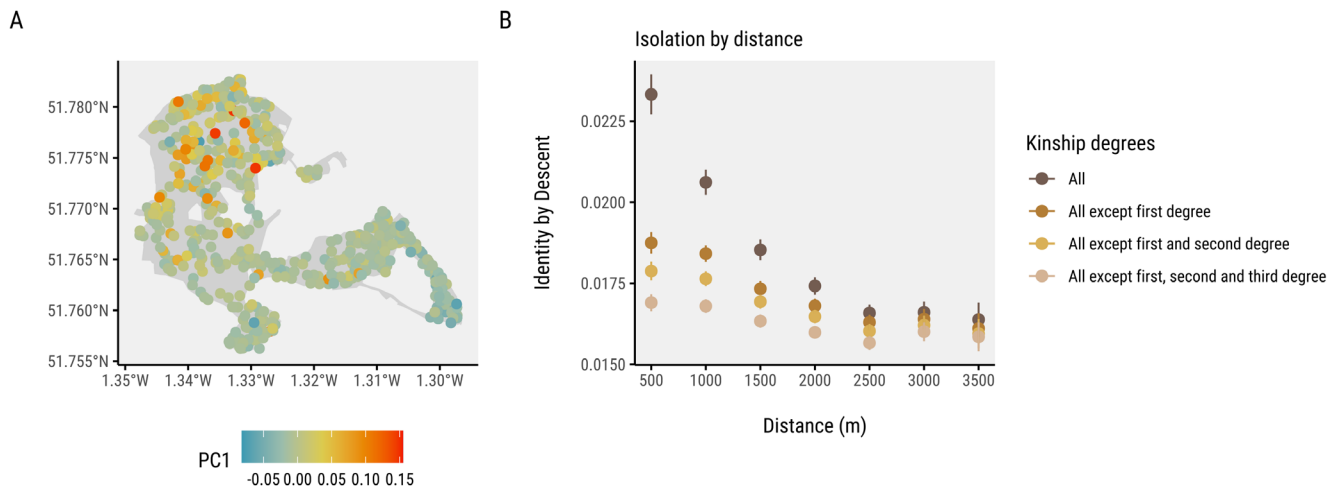 A
51.780°N
51.775°N
51.770°N
51.765°N
51.760°N
51.755°N
1.35°W 1.34°W 1.33°W 1.32°W 1.31°W 1.30°W
PC1
-0.05 0.00 0.05 0.10 0.15
B
Isolation by distance
Identity by Descent
0.0225
0.0200
0.0175
0.0150
500 1000 1500 2000 2500 3000 3500
Distance (m)
Kinship degrees
All
All except first degree
All except first and second degree
All except first, second and third degree